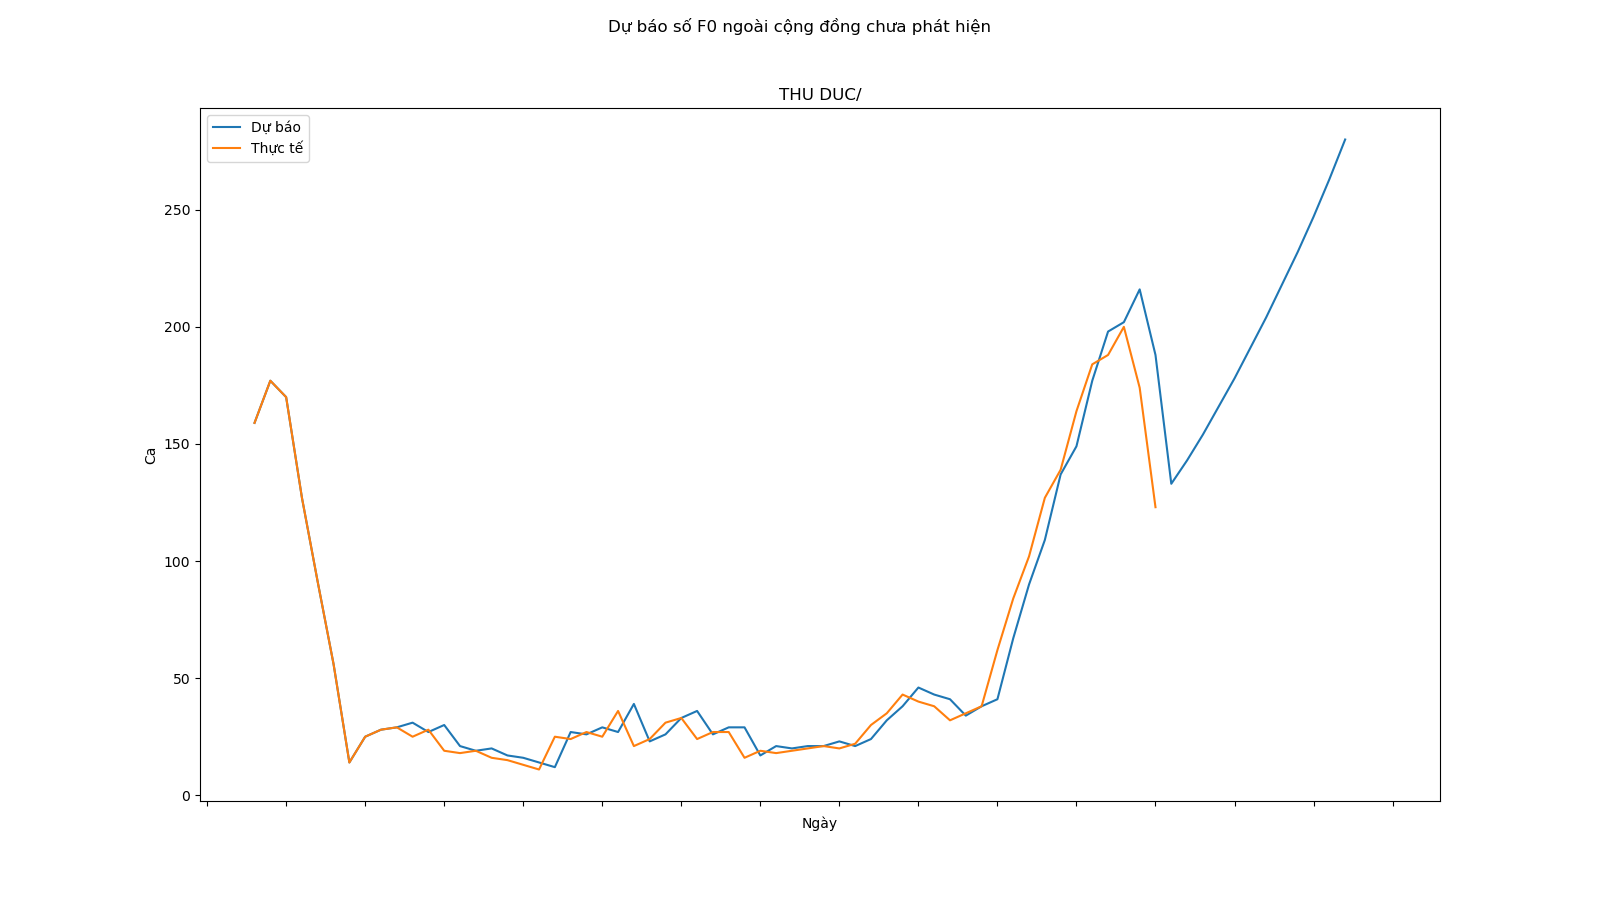 Dự báo số F0 ngoài cộng đồng chưa phát hiện
THU DUC/
Dự báo
Thực tế
250
200
150
100
50
0
Ca
Ngày